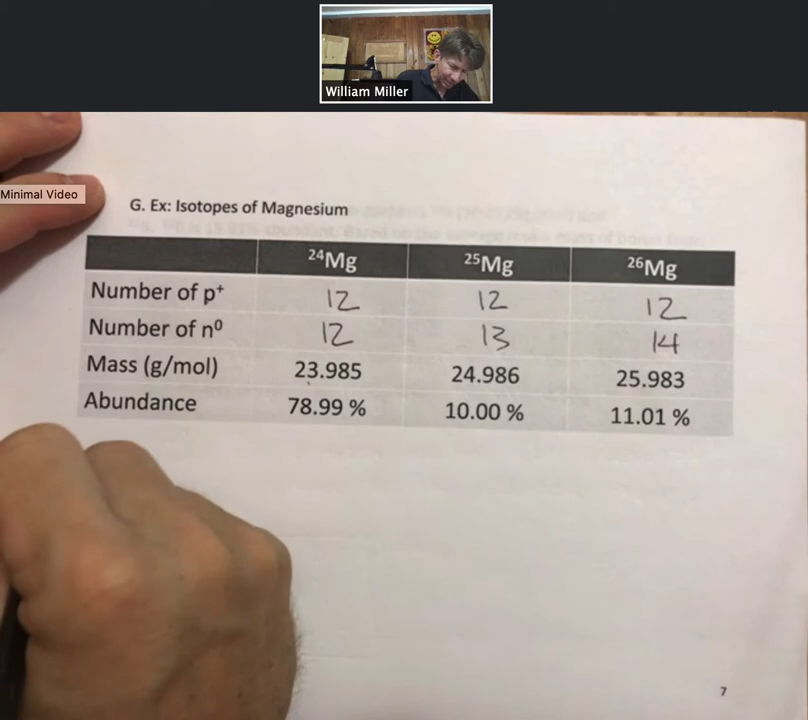 William Miller
Minimal Video
G. Ex: Isotopes of Magnesium
²⁴Mg ²⁵Mg ²⁶Mg
Number of p⁺ 12 12 12
Number of n⁰ 12 13 14
Mass (g/mol) 23.985 24.986 25.983
Abundance 78.99 % 10.00 % 11.01 %
7